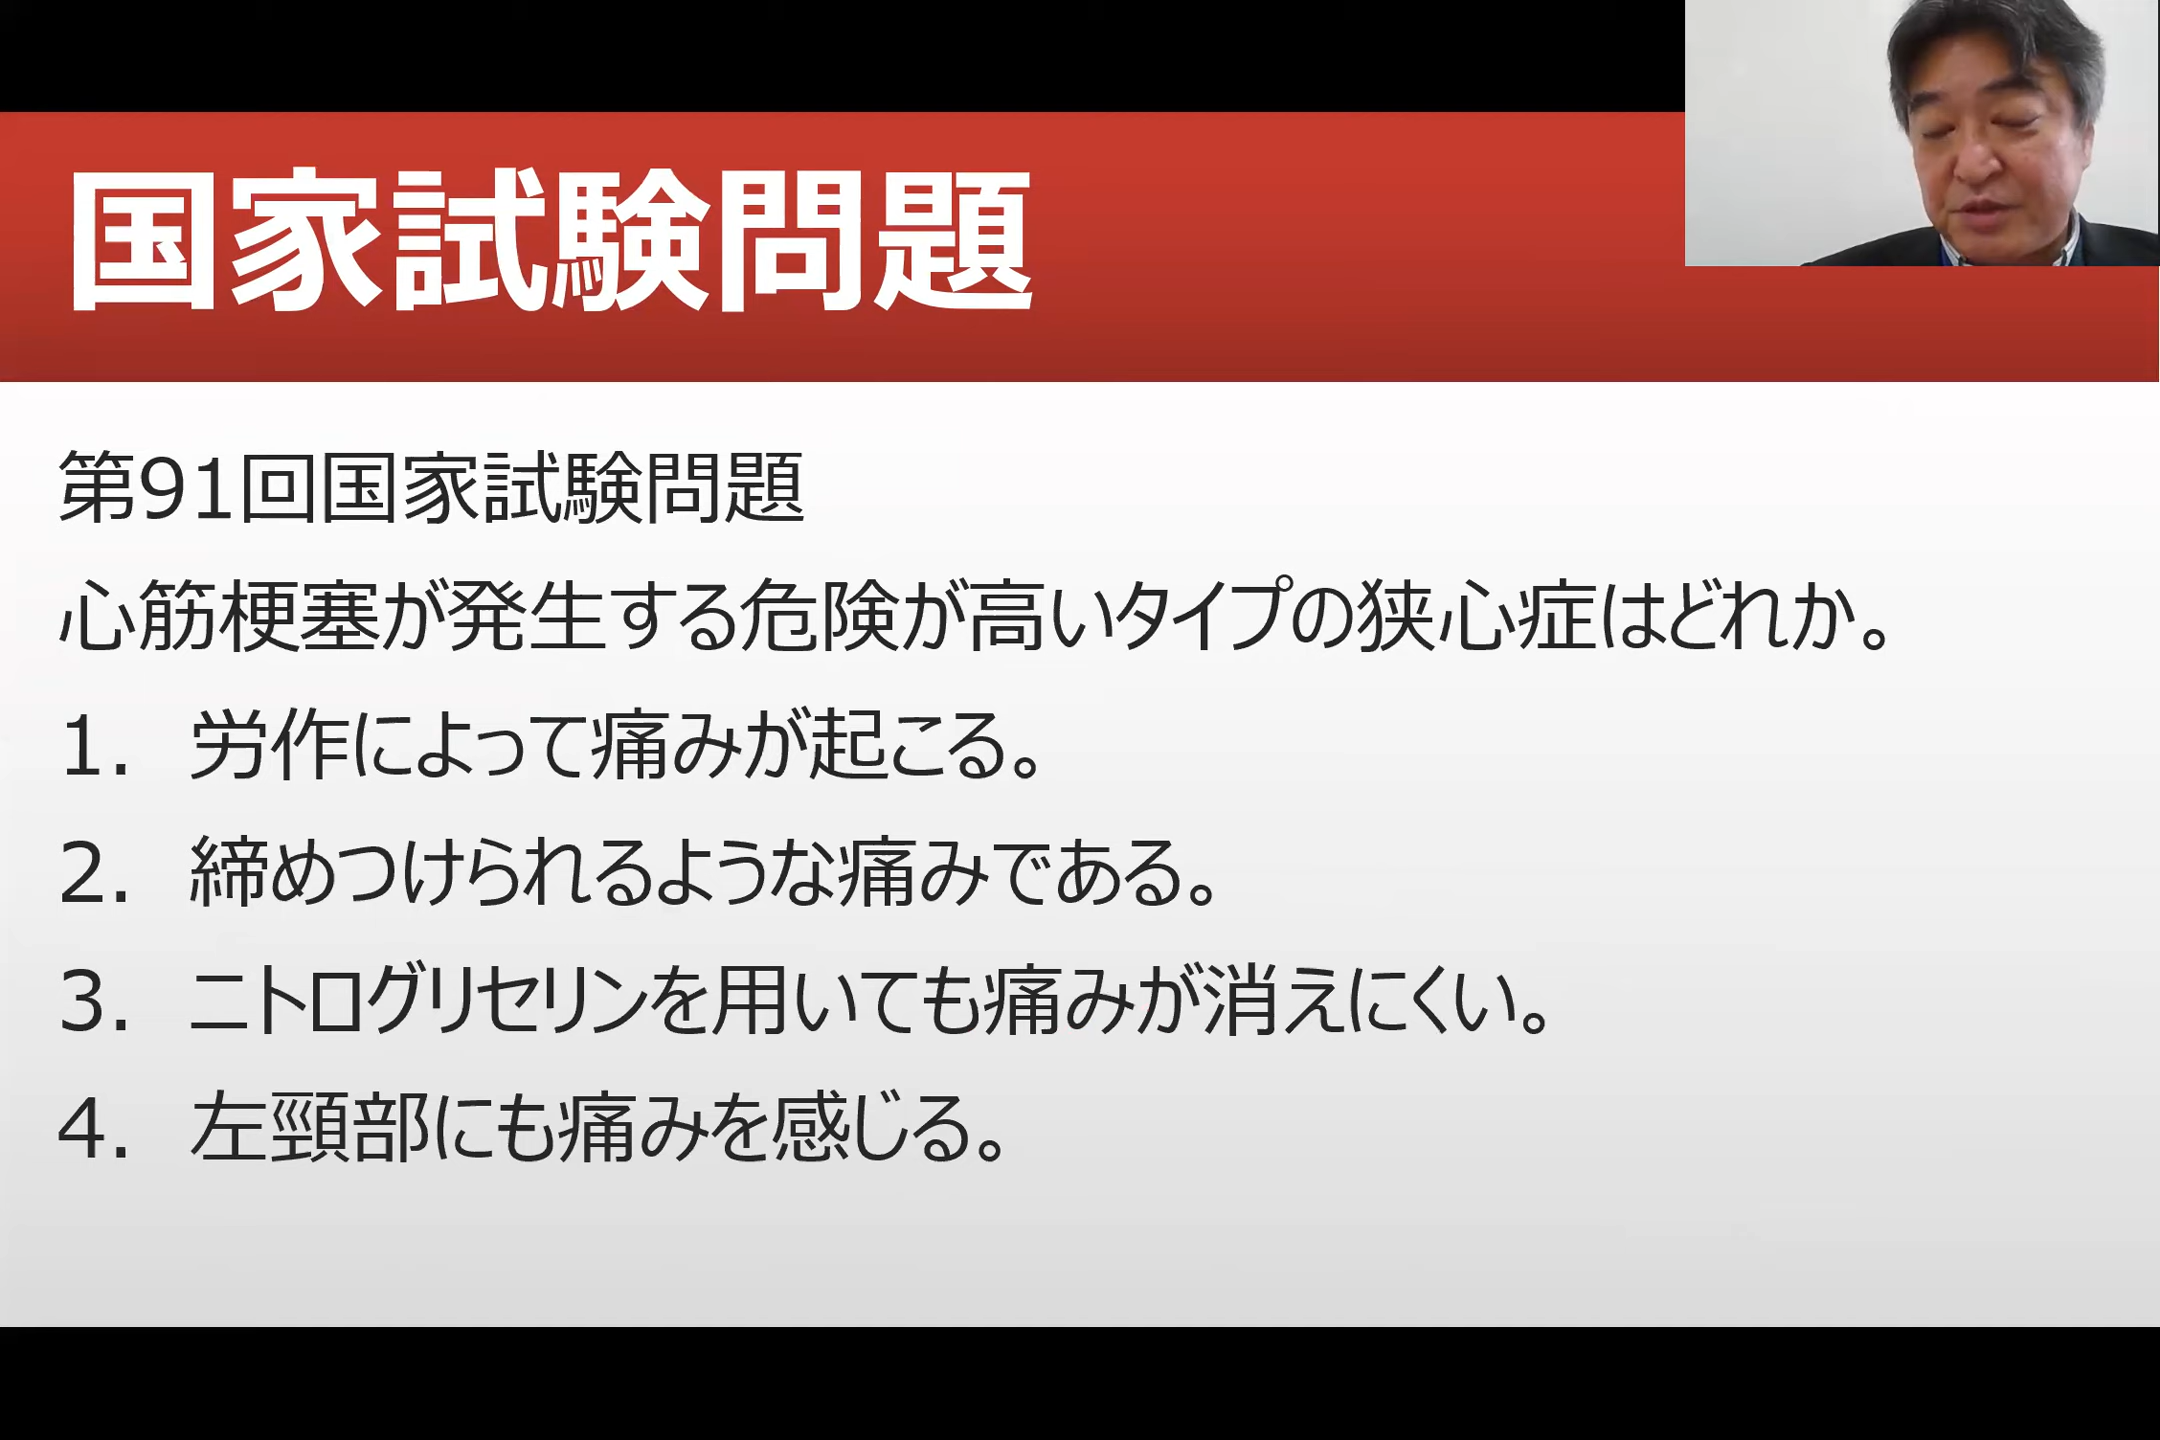 国家試験問題
第91回国家試験問題
心筋梗塞が発生する危険が高いタイプの狭心症はどれか。
1. 労作によって痛みが起こる。
2. 締めつけられるような痛みである。
3. ニトログリセリンを用いても痛みが消えにくい。
4. 左頸部にも痛みを感じる。